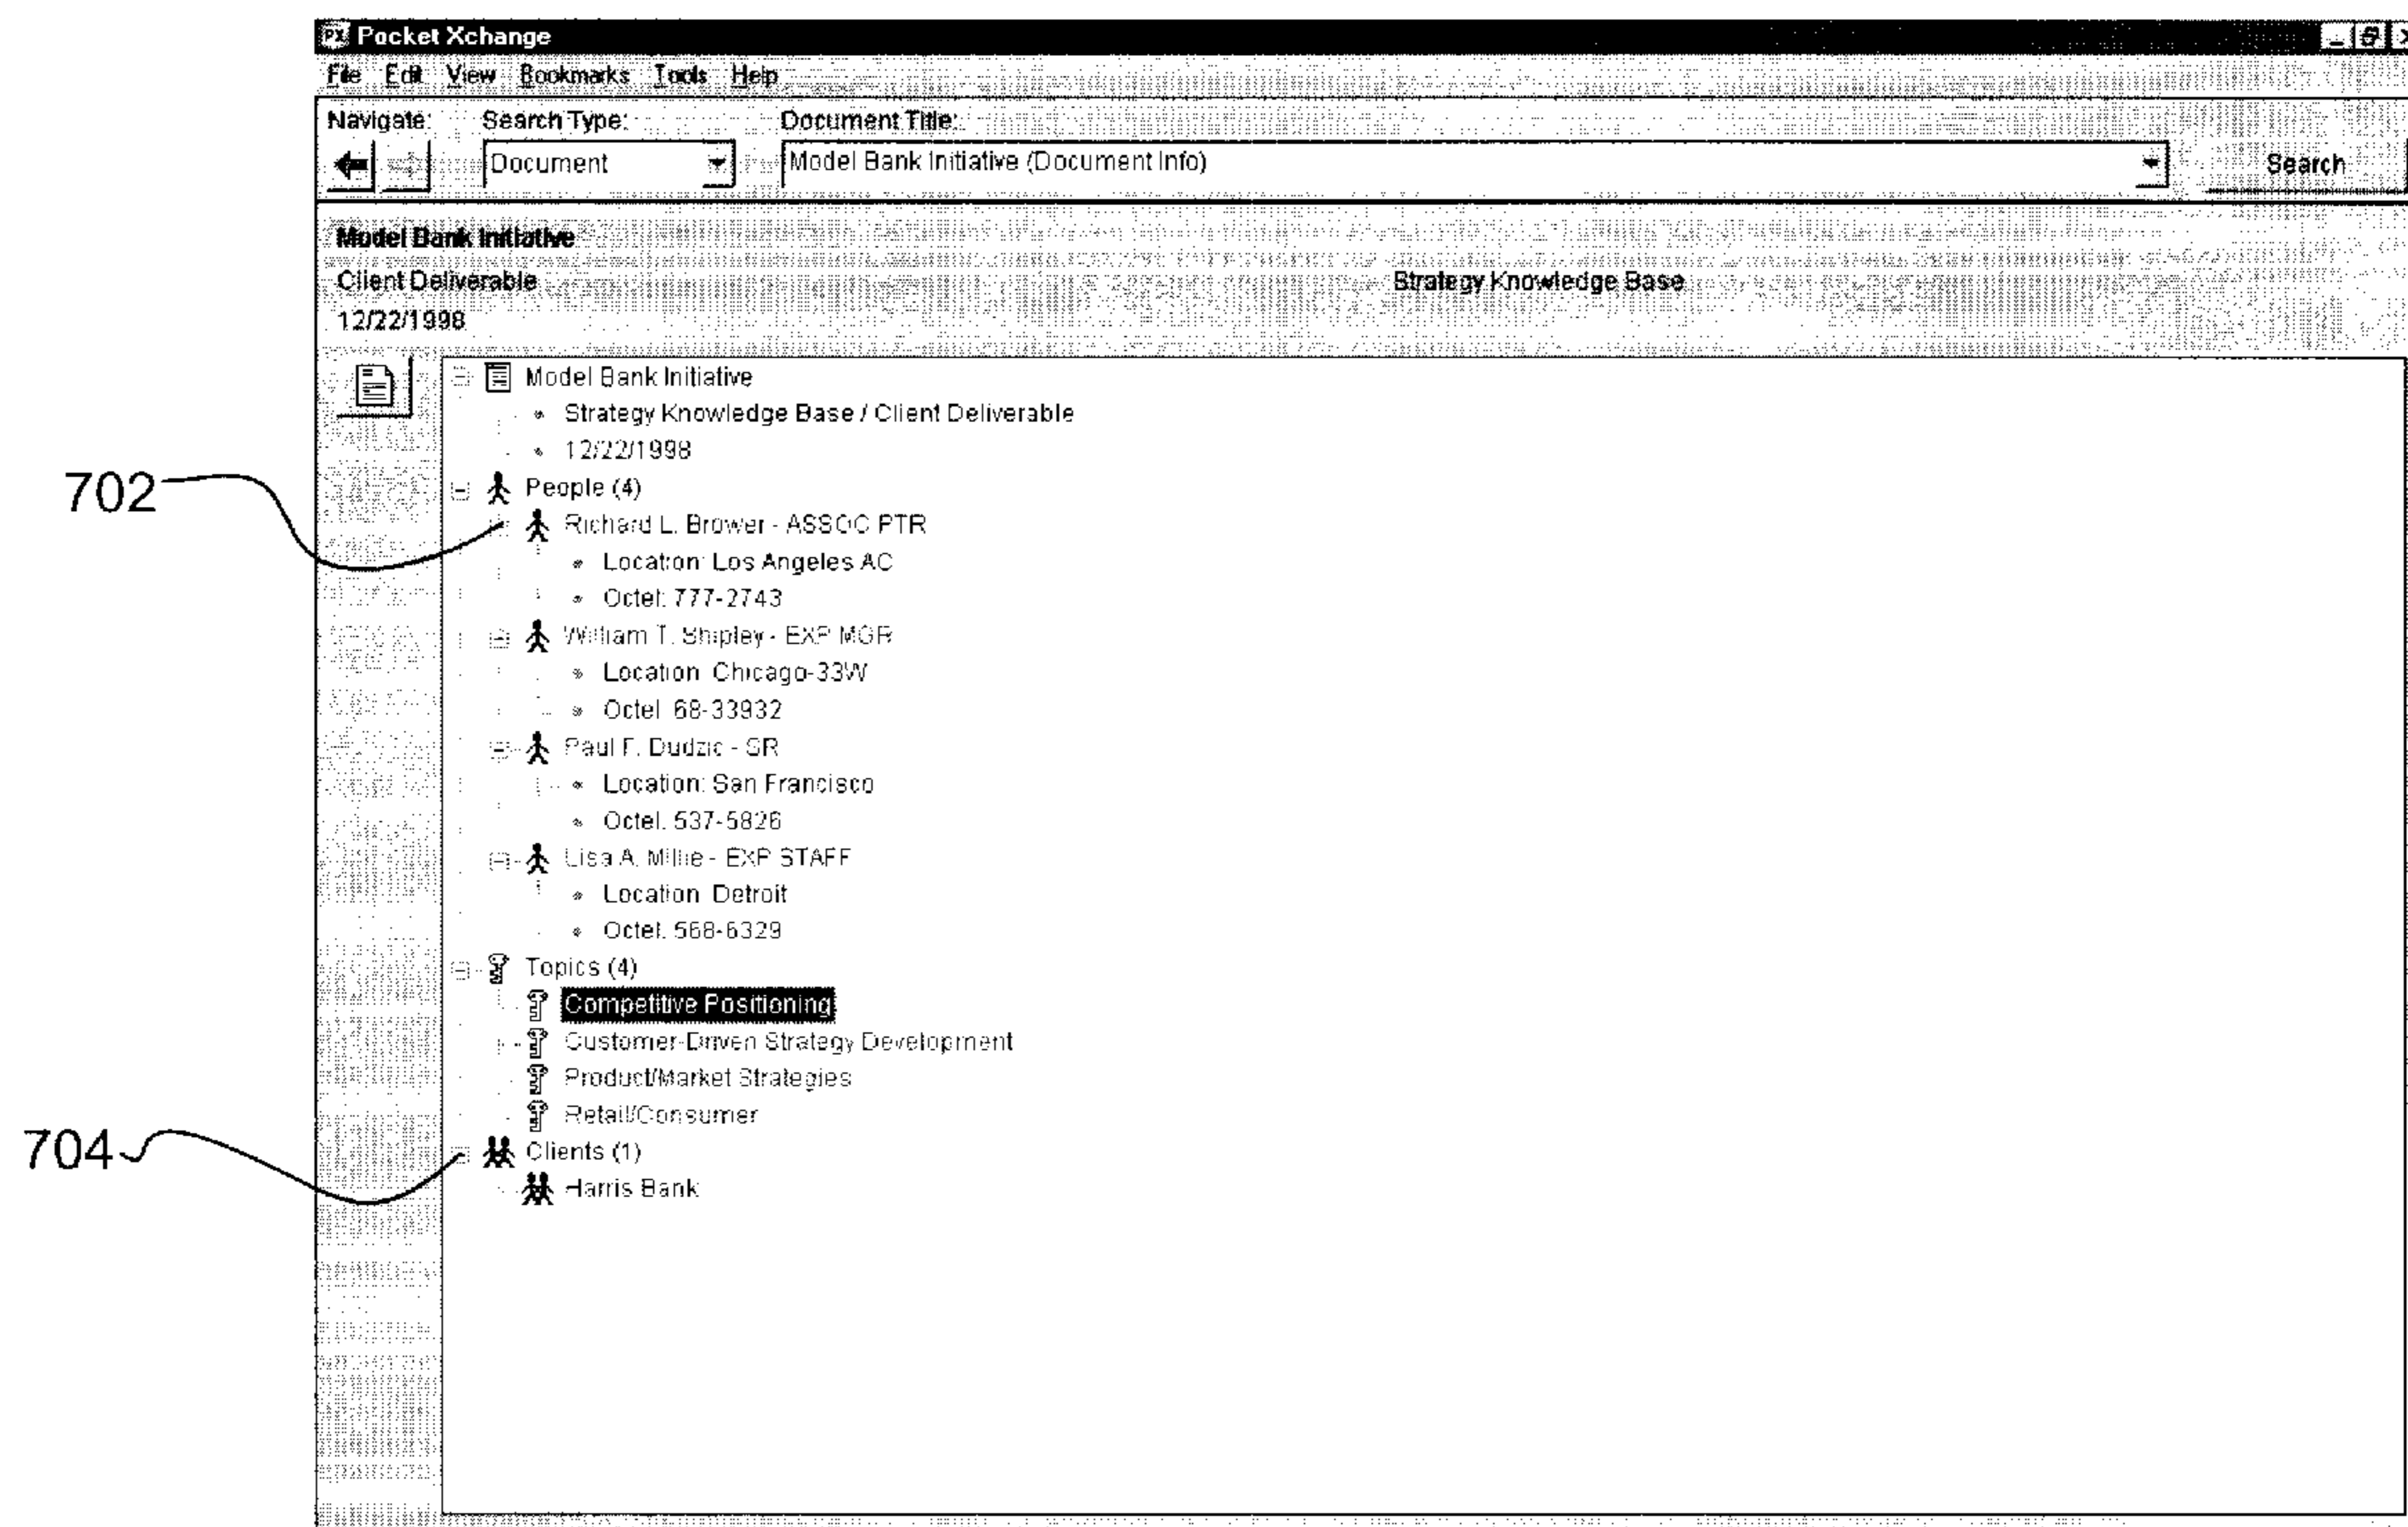 PX Pocket Xchange
File Edit View Bookmarks Tools Help
Navigate: Search Type: Document Title:
Document Model Bank Initiative (Document Info) Search
Model Bank Initiative
Client Deliverable Strategy Knowledge Base
12/22/1998
Model Bank Initiative
Strategy Knowledge Base / Client Deliverable
12/22/1998
702
People (4)
Richard L. Brower - ASSOC PTR
Location: Los Angeles AC
Octel: 777-2743
William T. Shipley - EXP MGR
Location: Chicago-33W
Octel: 68-33932
Paul F. Dudzic - SR
Location: San Francisco
Octel: 537-5826
Lisa A. Millie - EXP STAFF
Location: Detroit
Octel: 568-6329
Topics (4)
Competitive Positioning
Customer-Driven Strategy Development
Product/Market Strategies
Retail/Consumer
704
Clients (1)
Harris Bank